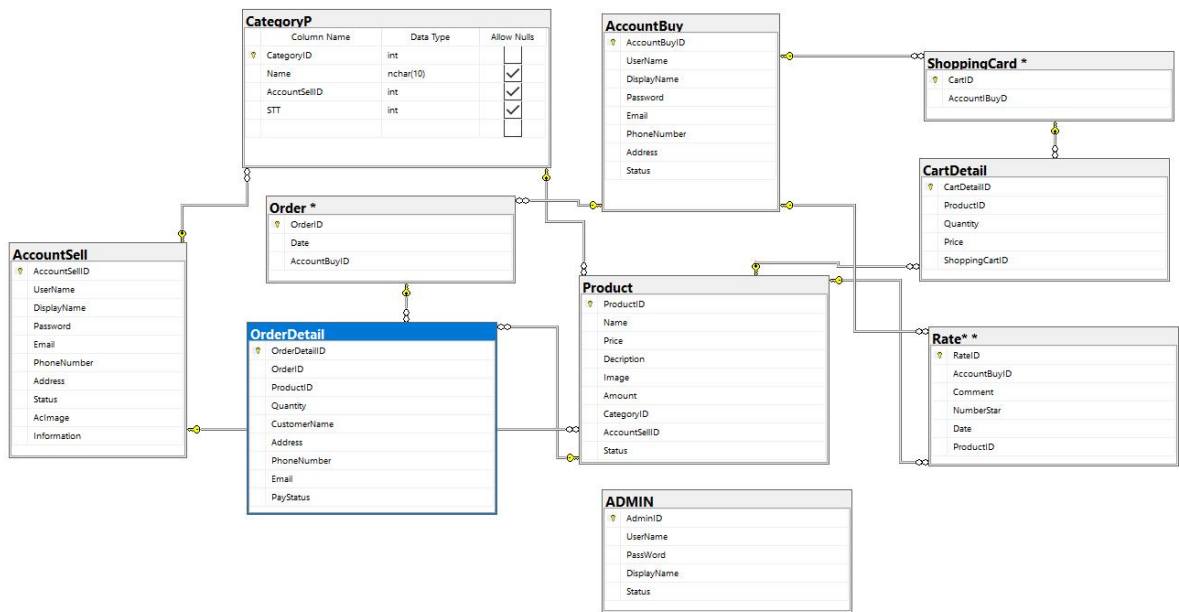 CategoryP
Column Name Data Type Allow Nulls
CategoryID int
Name nchar(10)
AccountSellID int
STT int
AccountBuy
AccountBuyID
UserName
DisplayName
Password
Email
PhoneNumber
Address
Status
ShoppingCard *
CartID
AccountIBuyD
CartDetail
CartDetailID
ProductID
Quantity
Price
ShoppingCartID
Order *
OrderID
Date
AccountBuyID
AccountSell
AccountSellID
UserName
DisplayName
Password
Email
PhoneNumber
Address
Status
AcImage
Information
OrderDetail
OrderDetailID
OrderID
ProductID
Quantity
CustomerName
Address
PhoneNumber
Email
PayStatus
Product
ProductID
Name
Price
Decription
Image
Amount
CategoryID
AccountSellID
Status
Rate* *
RateID
AccountBuyID
Comment
NumberStar
Date
ProductID
ADMIN
AdminID
UserName
PassWord
DisplayName
Status